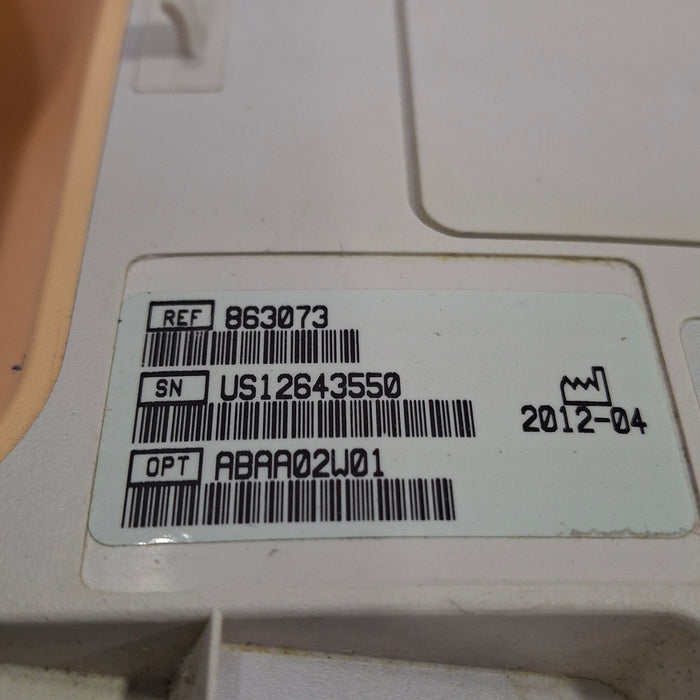 REF 863073
SN US12643550
OPT ABAA02W01
2012-04